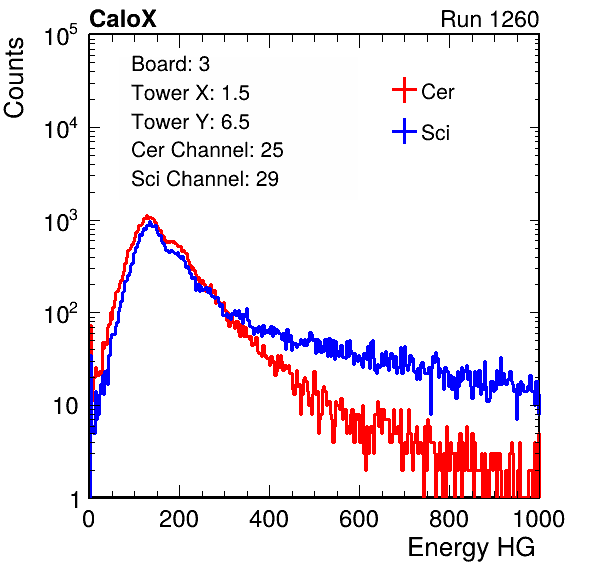 CaloX Run 1260
Counts
10^5
10^4
10^3
10^2
10
1
Board: 3
Tower X: 1.5
Tower Y: 6.5
Cer Channel: 25
Sci Channel: 29
Cer
Sci
0 200 400 600 800 1000
Energy HG